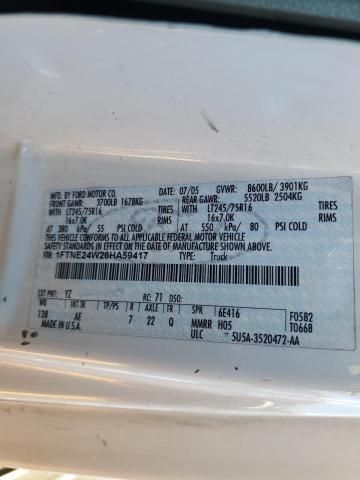 MFD. BY FORD MOTOR CO. 07/05 GVWR: 8600LB/ 3901KG
FRONT GAWR: 3700LB 1678KG REAR GAWR: 5520LB 2504KG
WITH LT245/75R16 TIRES WITH LT245/75R16 TIRES
16x7.0K RIMS 16x7.0K RIMS
AT 380 kPa/ 55 PSI COLD AT 550 kPa/ 80 PSI COLD
THIS VEHICLE CONFORMS TO ALL APPLICABLE FEDERAL MOTOR VEHICLE SAFETY STANDARDS IN EFFECT ON THE
DATE OF MANUFACTURE SHOWN ABOVE.
VIN: 1FTNE24W26HA59417 TYPE: Truck
EXT PNT: YZ RC: 71 DSO:
WB INT TR TP/PS R AXLE TR SPR 6E416 F0582
138 AE 7 22 Q MMRR H05 T0668
MADE IN U.S.A. ULC 5U5A-3520472-AA